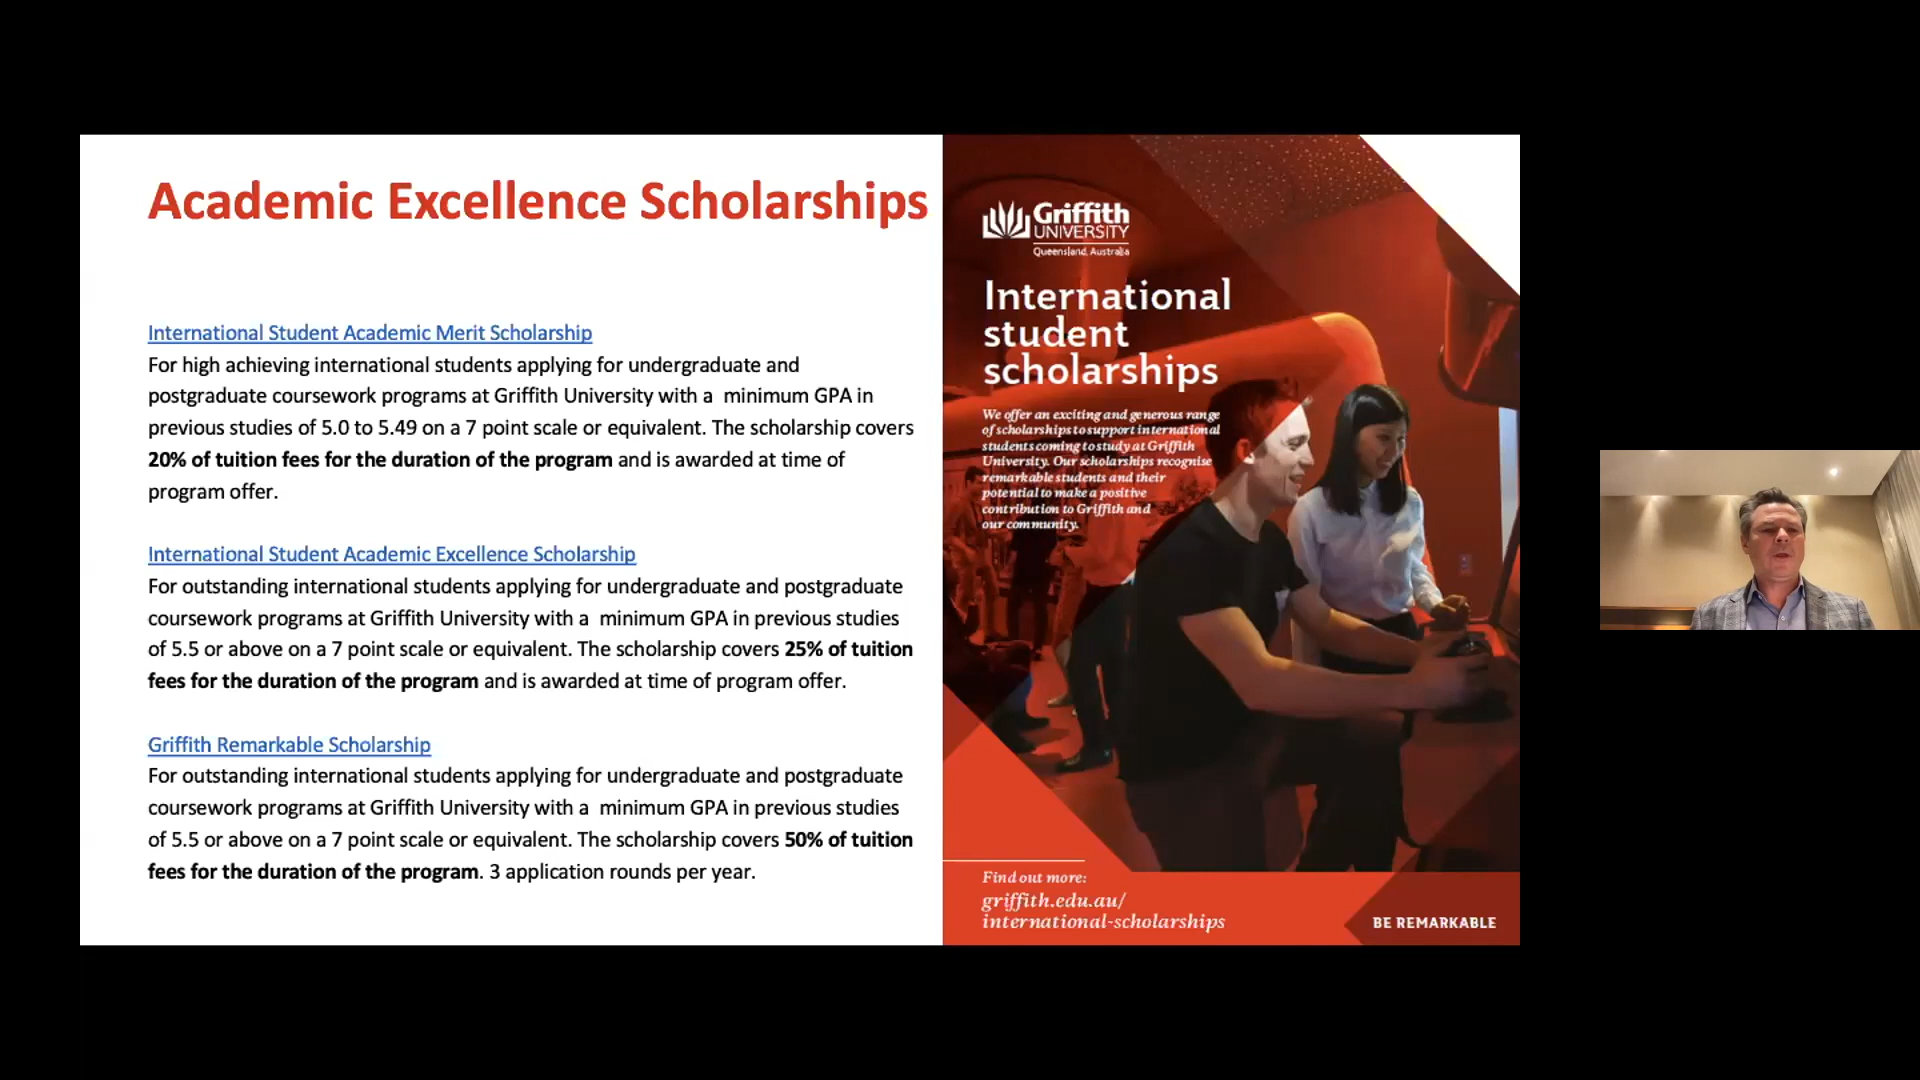 Academic Excellence Scholarships
International Student Academic Merit Scholarship
For high achieving international students applying for undergraduate and
postgraduate coursework programs at Griffith University with a minimum GPA in
previous studies of 5.0 to 5.49 on a 7 point scale or equivalent. The scholarship covers
20% of tuition fees for the duration of the program and is awarded at time of
program offer.
International Student Academic Excellence Scholarship
For outstanding international students applying for undergraduate and postgraduate
coursework programs at Griffith University with a minimum GPA in previous studies
of 5.5 or above on a 7 point scale or equivalent. The scholarship covers 25% of tuition
fees for the duration of the program and is awarded at time of program offer.
Griffith Remarkable Scholarship
For outstanding international students applying for undergraduate and postgraduate
coursework programs at Griffith University with a minimum GPA in previous studies
of 5.5 or above on a 7 point scale or equivalent. The scholarship covers 50% of tuition
fees for the duration of the program. 3 application rounds per year.
Griffith
UNIVERSITY
Queensland, Australia
International
student
scholarships
We offer an exciting and generous range
of scholarships to support international
students coming to study at Griffith
University. Our scholarships recognise
remarkable students and their
potential to make a positive
contribution to Griffith and
our community.
Find out more:
griffith.edu.au/
international-scholarships
BE REMARKABLE